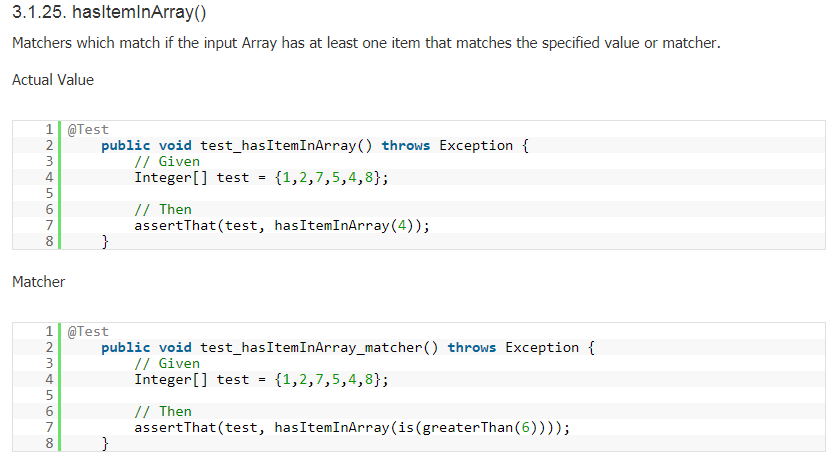 3.1.25. hasItemInArray()
Matchers which match if the input Array has at least one item that matches the specified value or matcher.
Actual Value
1 @Test
2     public void test_hasItemInArray() throws Exception {
3         // Given
4         Integer[] test = {1,2,7,5,4,8};
5
6         // Then
7         assertThat(test, hasItemInArray(4));
8     }
Matcher
1 @Test
2     public void test_hasItemInArray_matcher() throws Exception {
3         // Given
4         Integer[] test = {1,2,7,5,4,8};
5
6         // Then
7         assertThat(test, hasItemInArray(is(greaterThan(6))));
8     }